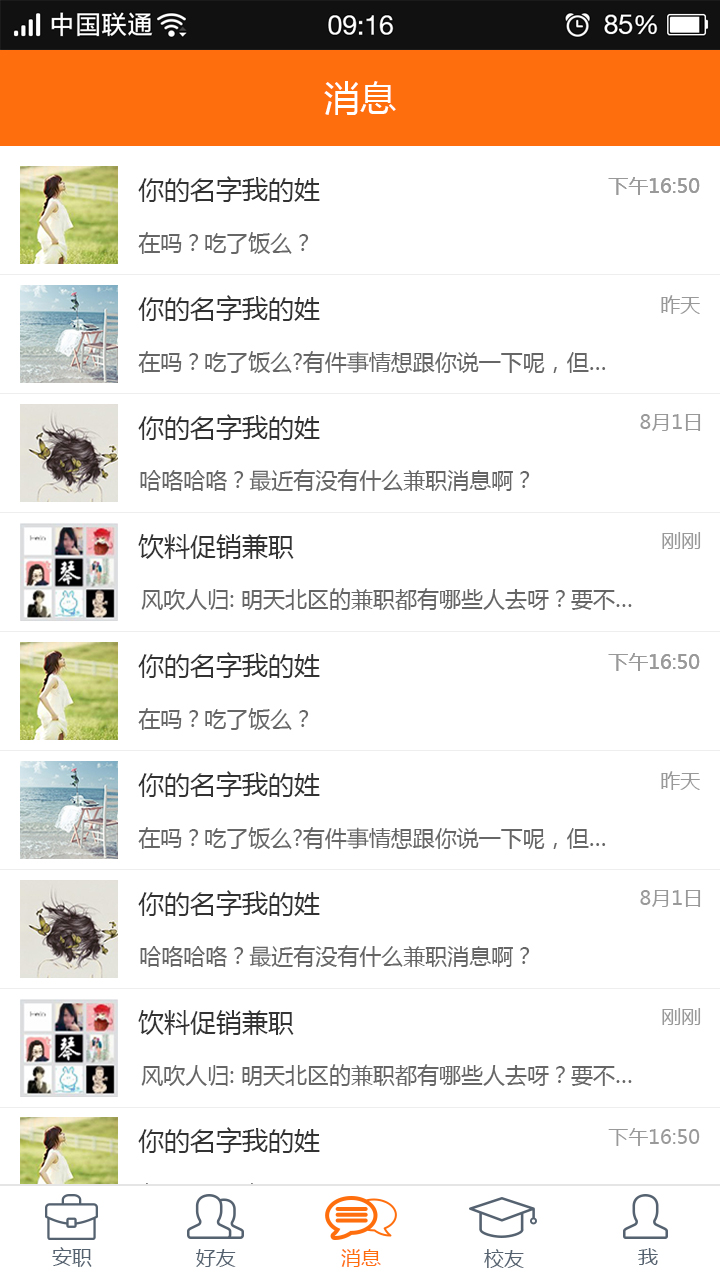 中国联通 09:16 85%
消息
你的名字我的姓 下午16:50
在吗？吃了饭么？
你的名字我的姓 昨天
在吗？吃了饭么?有件事情想跟你说一下呢，但...
你的名字我的姓 8月1日
哈咯哈咯？最近有没有什么兼职消息啊？
饮料促销兼职 刚刚
风吹人归: 明天北区的兼职都有哪些人去呀？要不...
你的名字我的姓 下午16:50
在吗？吃了饭么？
你的名字我的姓 昨天
在吗？吃了饭么?有件事情想跟你说一下呢，但...
你的名字我的姓 8月1日
哈咯哈咯？最近有没有什么兼职消息啊？
饮料促销兼职 刚刚
风吹人归: 明天北区的兼职都有哪些人去呀？要不...
你的名字我的姓 下午16:50
安职 好友 消息 校友 我